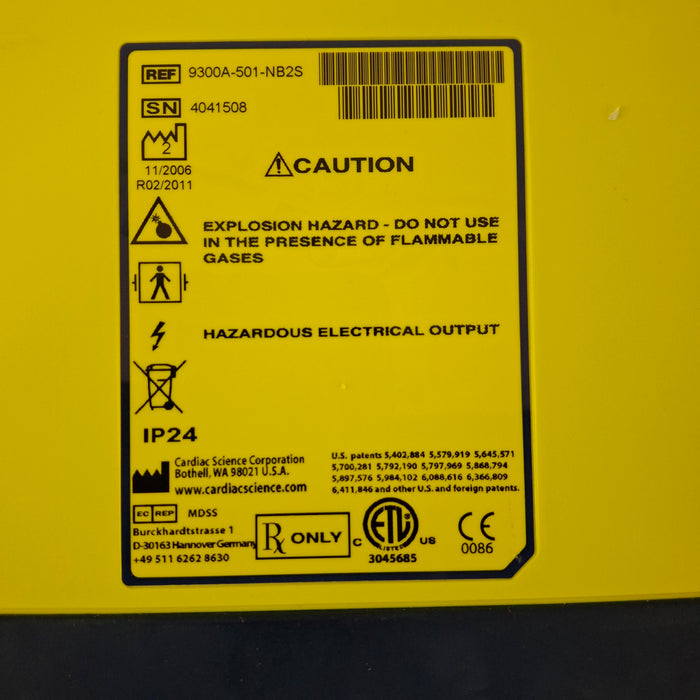 REF 9300A-501-NB2S
SN 4041508
2
11/2006
R02/2011
CAUTION
EXPLOSION HAZARD - DO NOT USE
IN THE PRESENCE OF FLAMMABLE
GASES
HAZARDOUS ELECTRICAL OUTPUT
IP24
Cardiac Science Corporation
Bothell, WA 98021 U.S.A.
www.cardiacscience.com
U.S. patents 5,402,884 5,579,919 5,645,571
5,700,281 5,792,190 5,797,969 5,868,794
5,897,576 5,984,102 6,088,616 6,366,809
6,411,846 and other U.S. and foreign patents.
EC REP MDSS
Burckhardtstrasse 1
D-30163 Hannover Germany
+49 511 6262 8630
Rx ONLY
C ETL US
LISTED
3045685
CE
0086